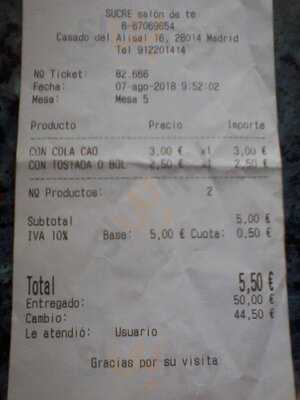 SUCRE salón de te
B-67069654
Casado del Alisal 16, 28014 Madrid
Tel 912201414
NQ Ticket: 82.666
Fecha: 07-ago-2018 9:52:02
Mesa: Mesa 5
Producto Precio Importe
CON COLA CAO 3,00 € x1 3,00 €
CON TOSTADA O BOL 2,50 € x1 2,50 €
NQ Productos: 2
Subtotal 5,00 €
IVA 10% Base: 5,00 € Cuota: 0,50 €
Total 5,50 €
Entregado: 50,00 €
Cambio: 44,50 €
Le atendió: Usuario
Gracias por su visita